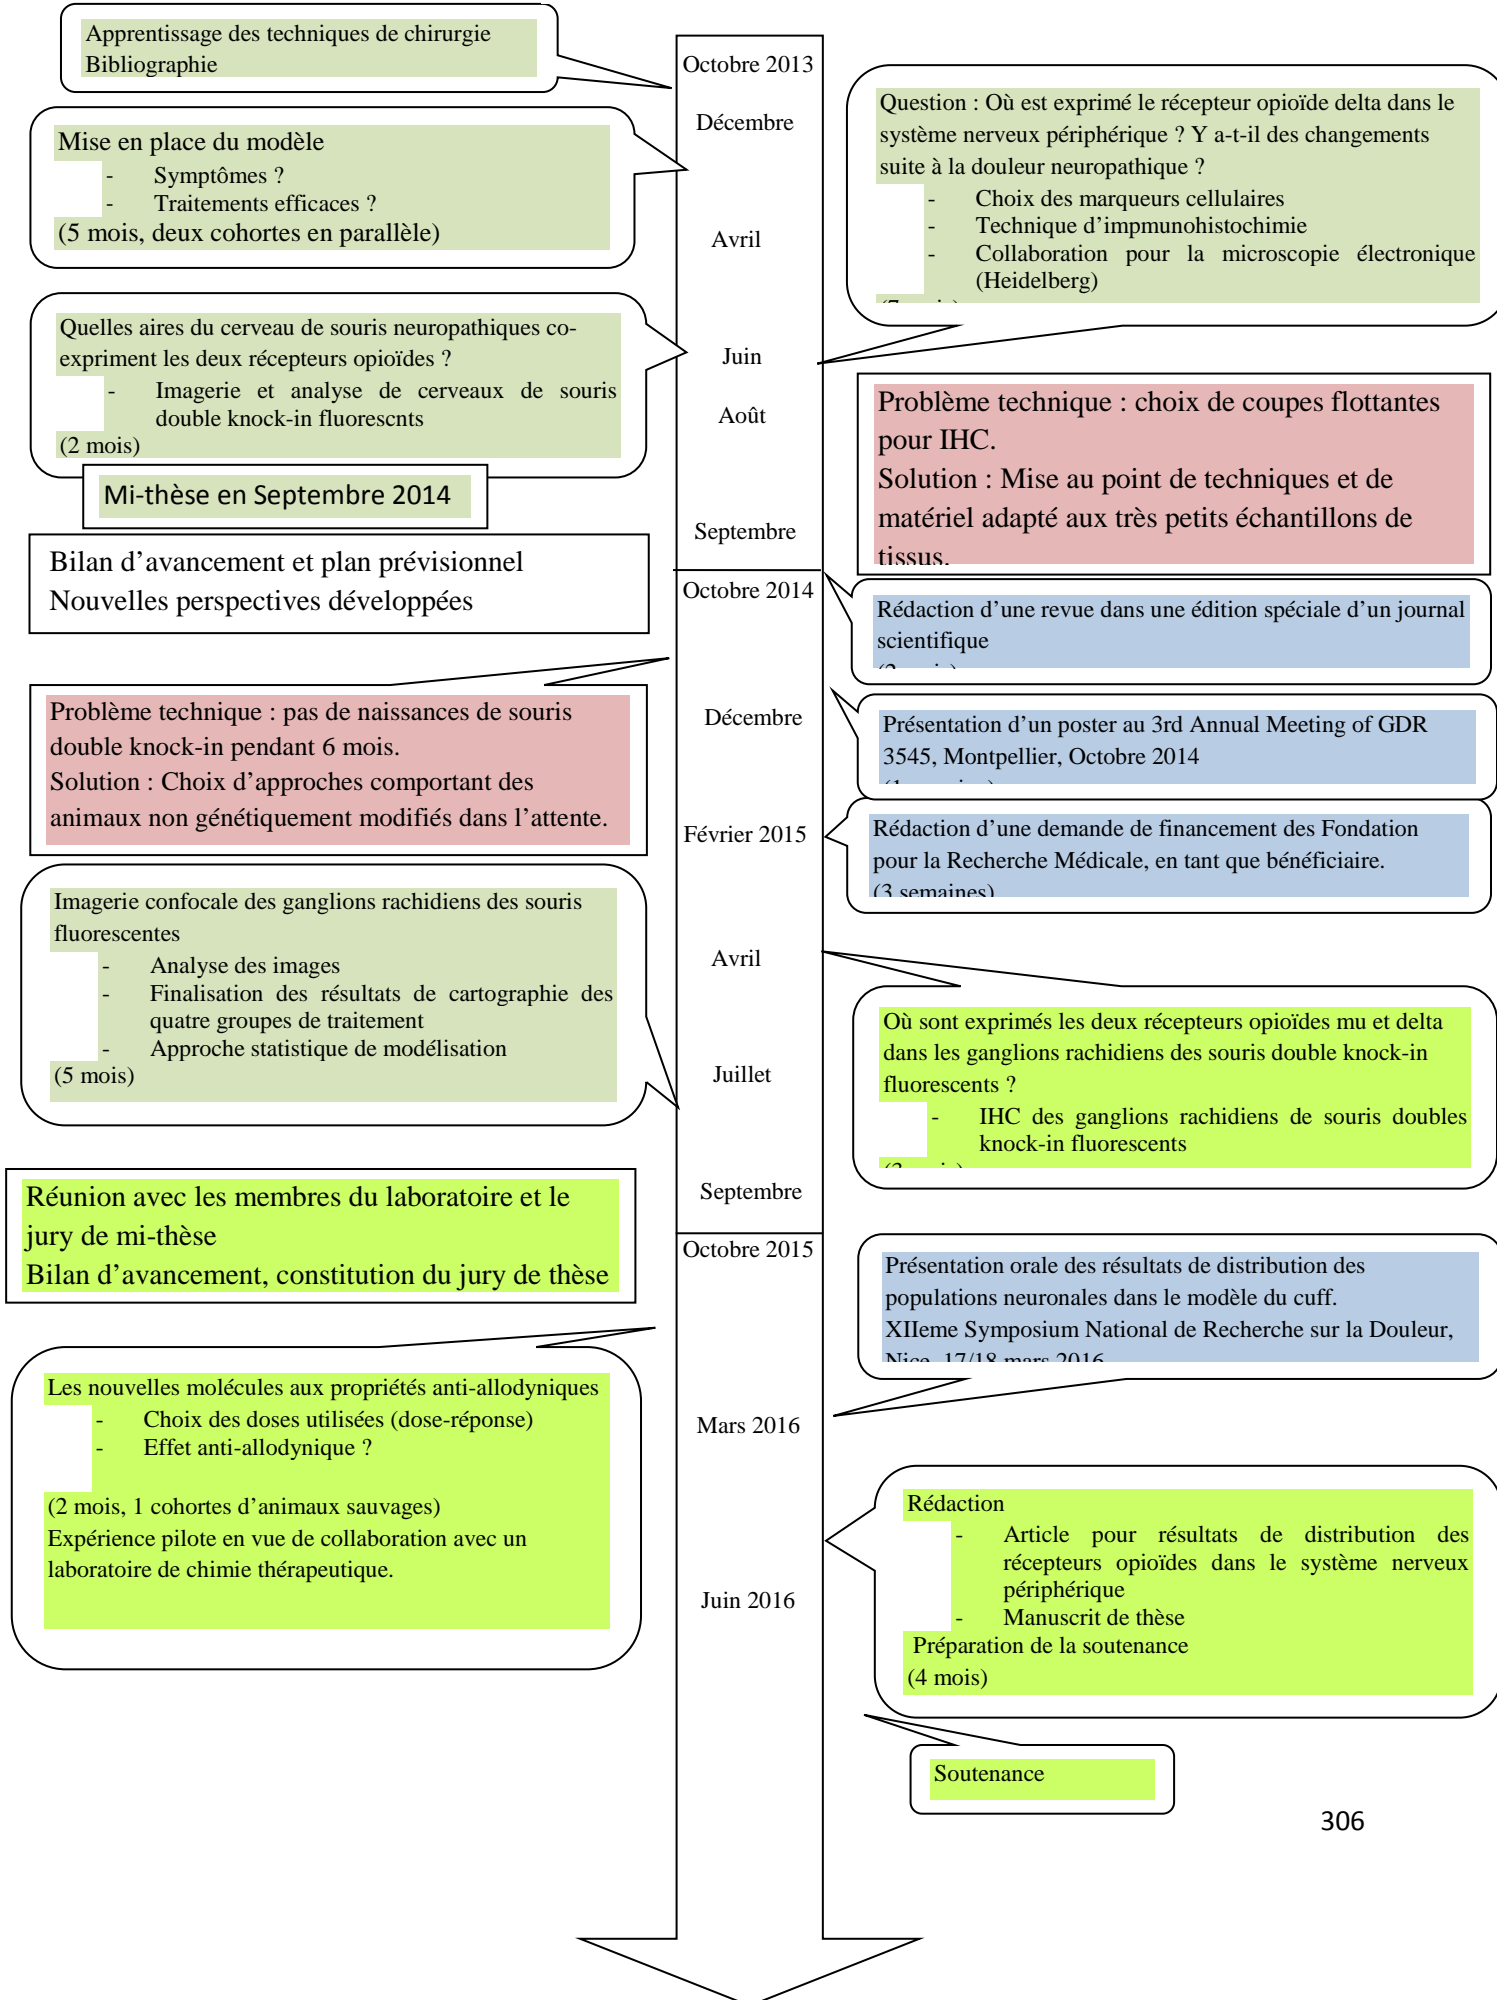 Apprentissage des techniques de chirurgie
Bibliographie
Octobre 2013
Décembre
Mise en place du modèle
- Symptômes ?
- Traitements efficaces ?
(5 mois, deux cohortes en parallèle)
Question : Où est exprimé le récepteur opioïde delta dans le
système nerveux périphérique ? Y a-t-il des changements
suite à la douleur neuropathique ?
- Choix des marqueurs cellulaires
- Technique d’impmunohistochimie
- Collaboration pour la microscopie électronique
(Heidelberg)
Avril
Quelles aires du cerveau de souris neuropathiques co-
expriment les deux récepteurs opioïdes ?
- Imagerie et analyse de cerveaux de souris
double knock-in fluorescnts
(2 mois)
Juin
Août
Problème technique : choix de coupes flottantes
pour IHC.
Solution : Mise au point de techniques et de
matériel adapté aux très petits échantillons de
tissus.
Mi-thèse en Septembre 2014
Septembre
Bilan d’avancement et plan prévisionnel
Nouvelles perspectives développées
Octobre 2014
Rédaction d’une revue dans une édition spéciale d’un journal
scientifique
Problème technique : pas de naissances de souris
double knock-in pendant 6 mois.
Solution : Choix d’approches comportant des
animaux non génétiquement modifiés dans l’attente.
Décembre
Présentation d’un poster au 3rd Annual Meeting of GDR
3545, Montpellier, Octobre 2014
Février 2015
Rédaction d’une demande de financement des Fondation
pour la Recherche Médicale, en tant que bénéficiaire.
(3 semaines)
Imagerie confocale des ganglions rachidiens des souris
fluorescentes
- Analyse des images
- Finalisation des résultats de cartographie des
quatre groupes de traitement
- Approche statistique de modélisation
(5 mois)
Avril
Où sont exprimés les deux récepteurs opioïdes mu et delta
dans les ganglions rachidiens des souris double knock-in
fluorescents ?
- IHC des ganglions rachidiens de souris doubles
knock-in fluorescents
Juillet
Septembre
Réunion avec les membres du laboratoire et le
jury de mi-thèse
Bilan d’avancement, constitution du jury de thèse
Octobre 2015
Présentation orale des résultats de distribution des
populations neuronales dans le modèle du cuff.
XIIeme Symposium National de Recherche sur la Douleur,
Nice, 17/18 mars 2016
Les nouvelles molécules aux propriétés anti-allodyniques
- Choix des doses utilisées (dose-réponse)
- Effet anti-allodynique ?
(2 mois, 1 cohortes d’animaux sauvages)
Expérience pilote en vue de collaboration avec un
laboratoire de chimie thérapeutique.
Mars 2016
Rédaction
- Article pour résultats de distribution des
récepteurs opioïdes dans le système nerveux
périphérique
- Manuscrit de thèse
Préparation de la soutenance
(4 mois)
Juin 2016
Soutenance
306